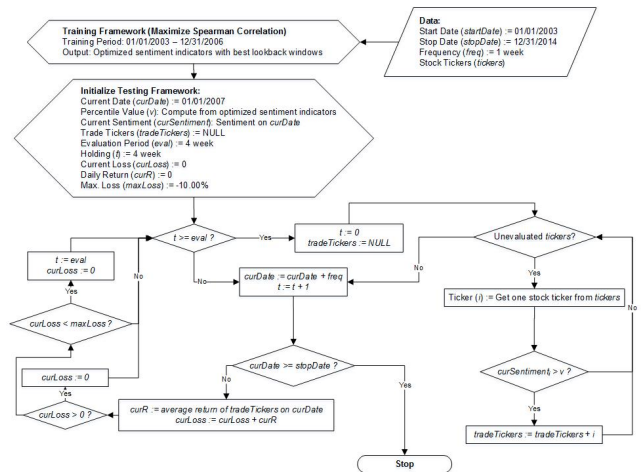 Training Framework (Maximize Spearman Correlation)
Training Period: 01/01/2003 – 12/31/2006
Output: Optimized sentiment indicators with best lookback windows
Data:
Start Date (startDate) := 01/01/2003
Stop Date (stopDate) := 12/31/2014
Frequency (freq) := 1 week
Stock Tickers (tickers)
Initialize Testing Framework:
Current Date (curDate) := 01/01/2007
Percentile Value (v): Compute from optimized sentiment indicators
Current Sentiment (curSentiment): Sentiment on curDate
Trade Tickers (tradeTickers) := NULL
Evaluation Period (eval) := 4 week
Holding (t) := 4 week
Current Loss (curLoss) := 0
Daily Return (curR) := 0
Max. Loss (maxLoss) := -10.00%
t >= eval ?
Yes
t := 0
tradeTickers := NULL
Unevaluated tickers?
No
Yes
Ticker (i) := Get one stock ticker from tickers
curSentimentᵢ > v ?
No
Yes
tradeTickers := tradeTickers + i
No
curDate := curDate + freq
t := t + 1
curDate >= stopDate ?
No
Yes
curR := average return of tradeTickers on curDate
curLoss := curLoss + curR
Stop
curLoss > 0 ?
Yes
curLoss := 0
No
curLoss < maxLoss ?
Yes
t := eval
curLoss := 0
No